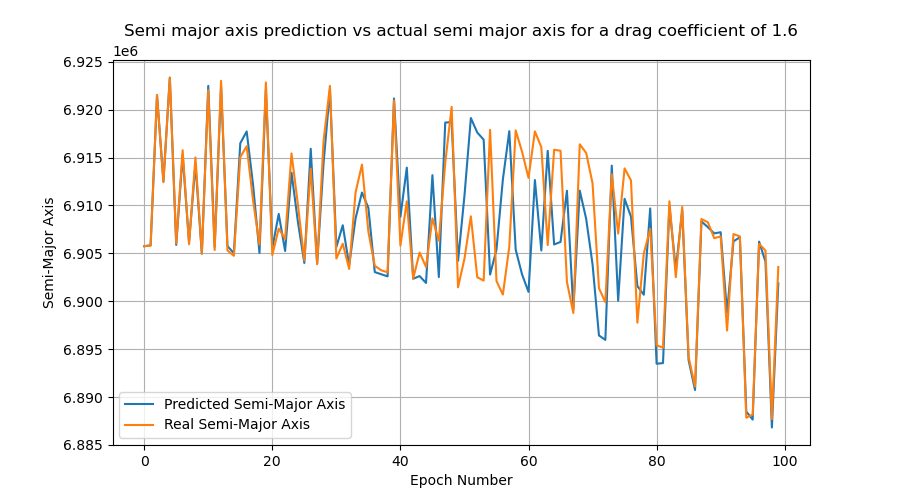 Semi major axis prediction vs actual semi major axis for a drag coefficient of 1.6
1e6
6.925
6.920
6.915
6.910
6.905
6.900
6.895
6.890
6.885
Semi-Major Axis
Predicted Semi-Major Axis
Real Semi-Major Axis
0 20 40 60 80 100
Epoch Number